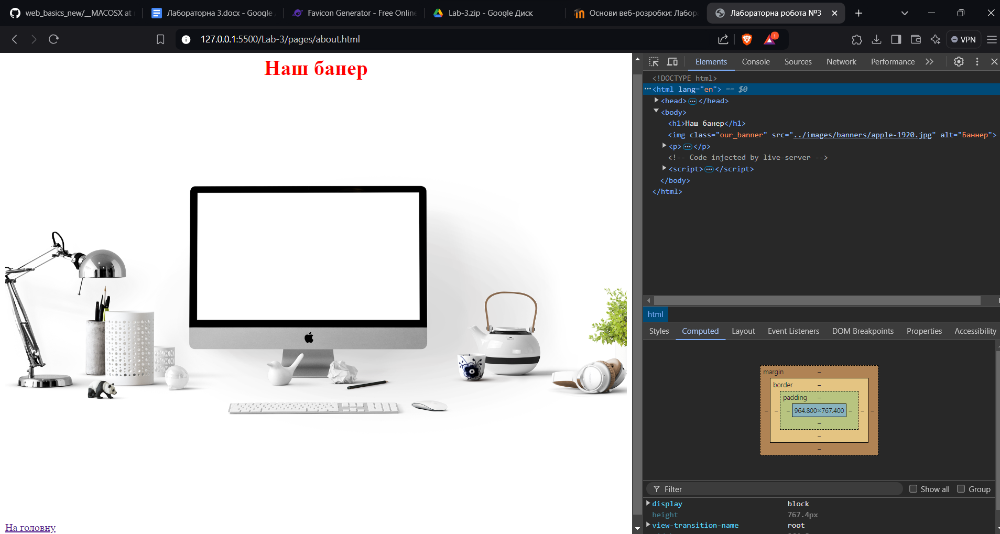 web_basics_new/__MACOSX at
Лабораторна 3.docx - Google
Favicon Generator - Free Online
Lab-3.zip - Google Диск
Основи веб-розробки: Лабор
Лабораторна робота №3
127.0.0.1:5500/Lab-3/pages/about.html
1
VPN
Наш банер
На головну
Elements Console Sources Network Performance
<!DOCTYPE html>
<html lang="en"> == $0
<head> … </head>
<body>
<h1>Наш банер</h1>
<img class="our_banner" src="../images/banners/apple-1920.jpg" alt="Баннер">
<p> … </p>
<!-- Code injected by live-server -->
<script> … </script>
</body>
</html>
html
Styles Computed Layout Event Listeners DOM Breakpoints Properties Accessibility
margin –
border –
padding –
– – – 964.800×767.400 – – –
–
–
–
Filter Show all Group
display block
height 767.4px
view-transition-name root